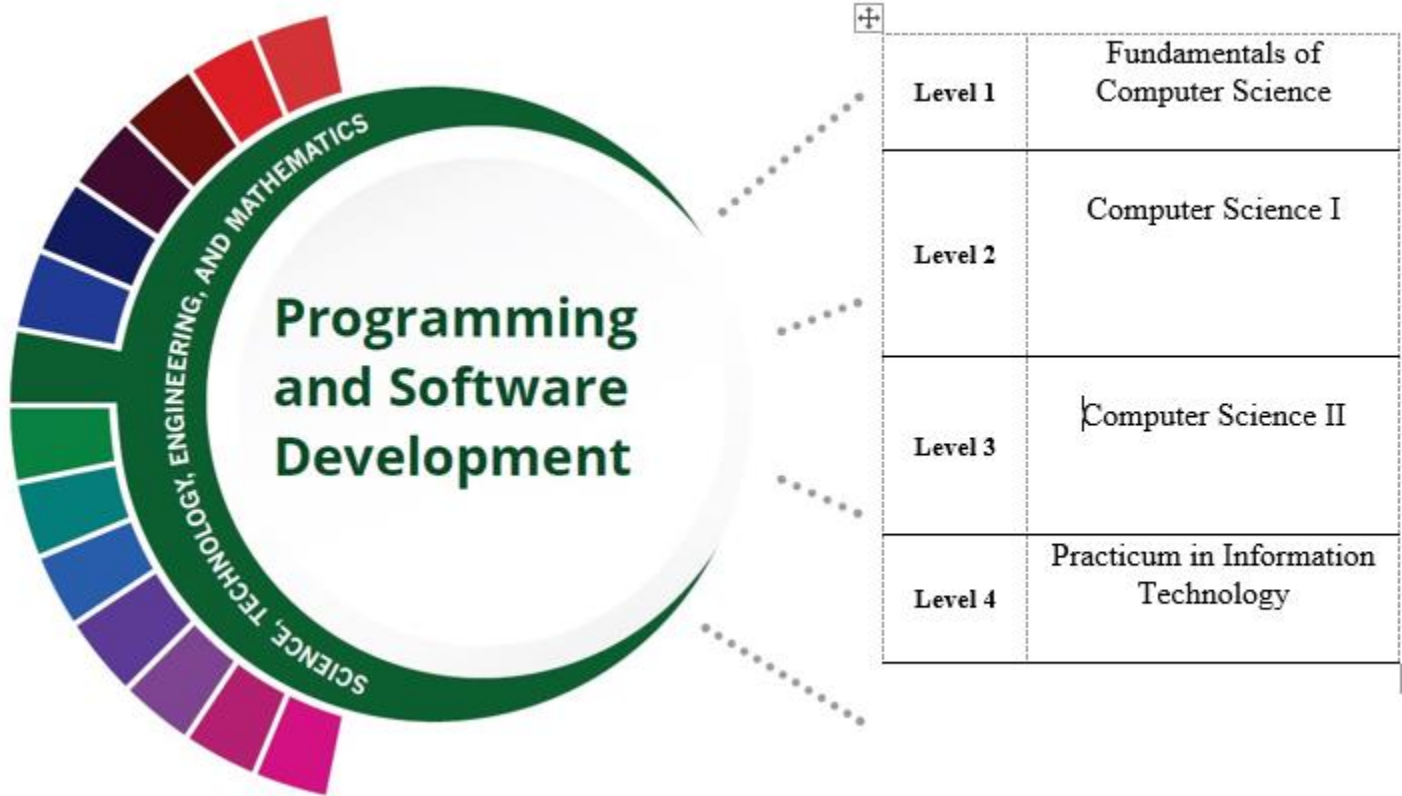 SCIENCE, TECHNOLOGY, ENGINEERING, AND MATHEMATICS
Programming
and Software
Development
Level 1
Fundamentals of
Computer Science
Level 2
Computer Science I
Level 3
Computer Science II
Level 4
Practicum in Information
Technology